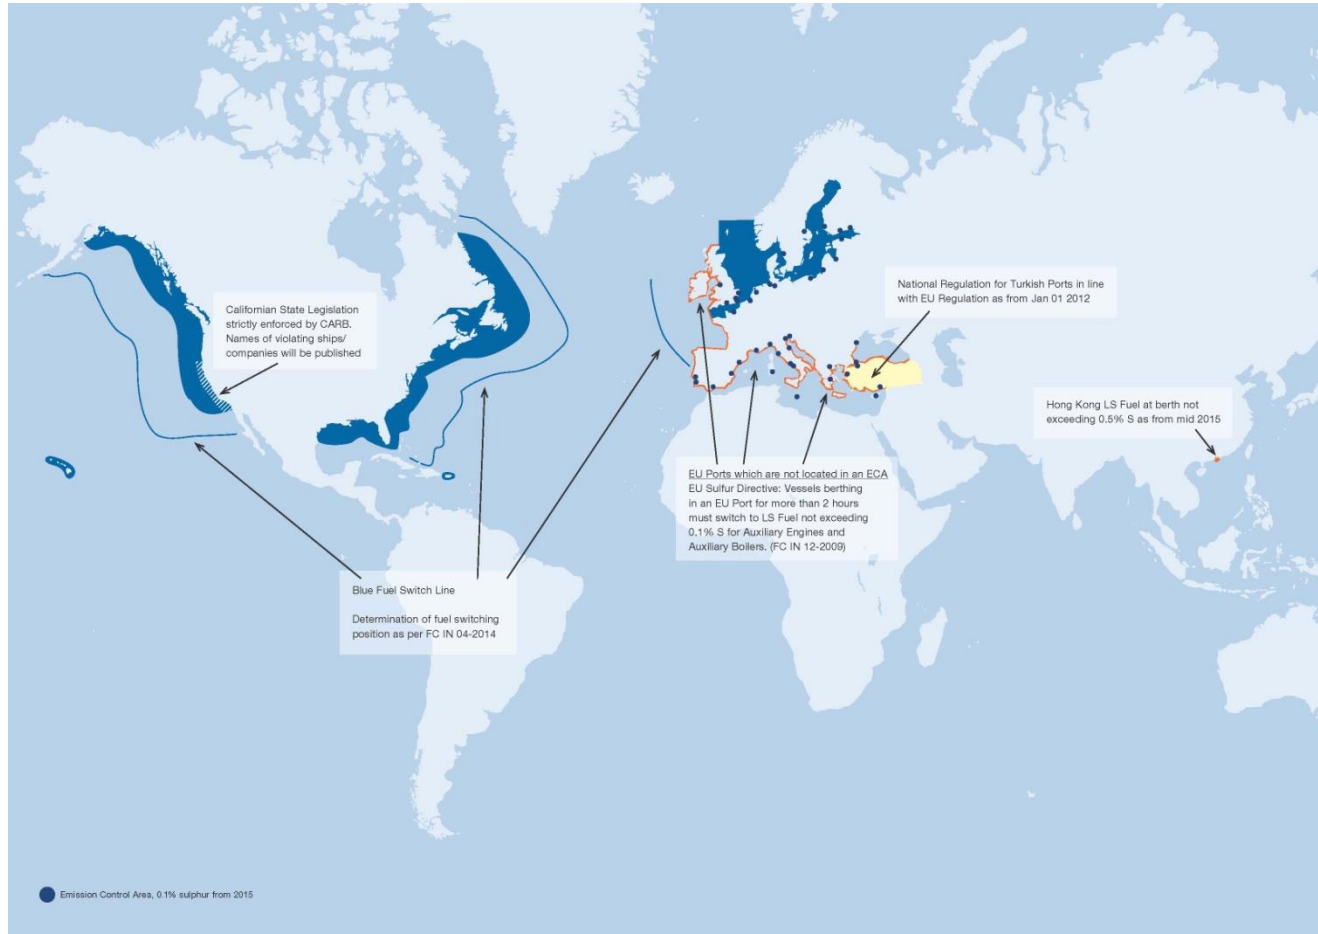 National Regulation for Turkish Ports in line
with EU Regulation as from Jan 01 2012
Californian State Legislation
strictly enforced by CARB.
Names of violating ships/
companies will be published
Hong Kong LS Fuel at berth not
exceeding 0.5% S as from mid 2015
EU Ports which are not located in an ECA
EU Sulfur Directive: Vessels berthing
in an EU Port for more than 2 hours
must switch to LS Fuel not exceeding
0,1% S for Auxiliary Engines and
Auxiliary Boilers. (FC IN 12-2009)
Blue Fuel Switch Line
Determination of fuel switching
position as per FC IN 04-2014
Emission Control Area, 0.1% sulphur from 2015